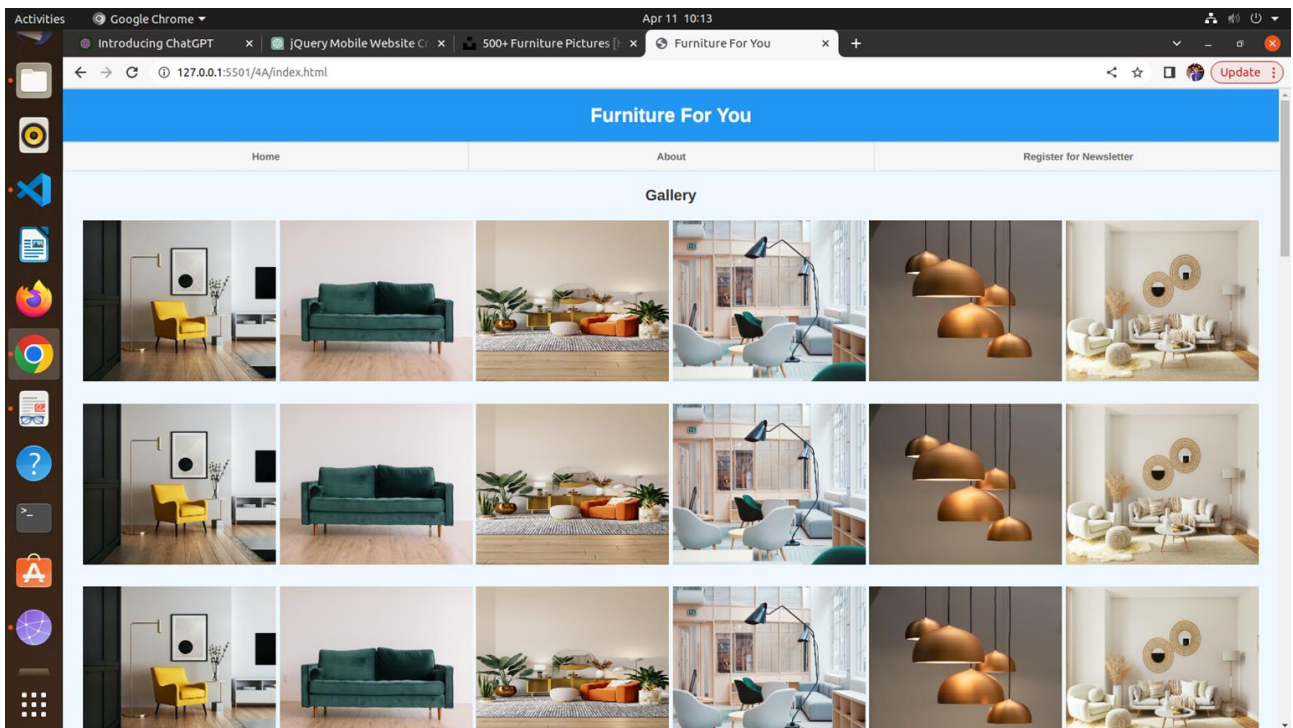 Activities Google Chrome Apr 11 10:13
Introducing ChatGPT jQuery Mobile Website Cr 500+ Furniture Pictures [H Furniture For You
127.0.0.1:5501/4A/index.html Update
Furniture For You
Home About Register for Newsletter
Gallery